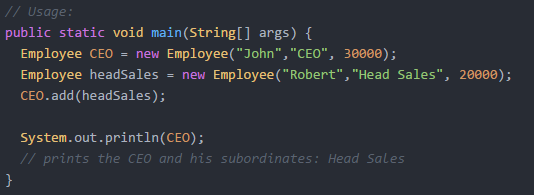 // Usage:
public static void main(String[] args) {
  Employee CEO = new Employee("John","CEO", 30000);
  Employee headSales = new Employee("Robert","Head Sales", 20000);
  CEO.add(headSales);

  System.out.println(CEO);
  // prints the CEO and his subordinates: Head Sales
}